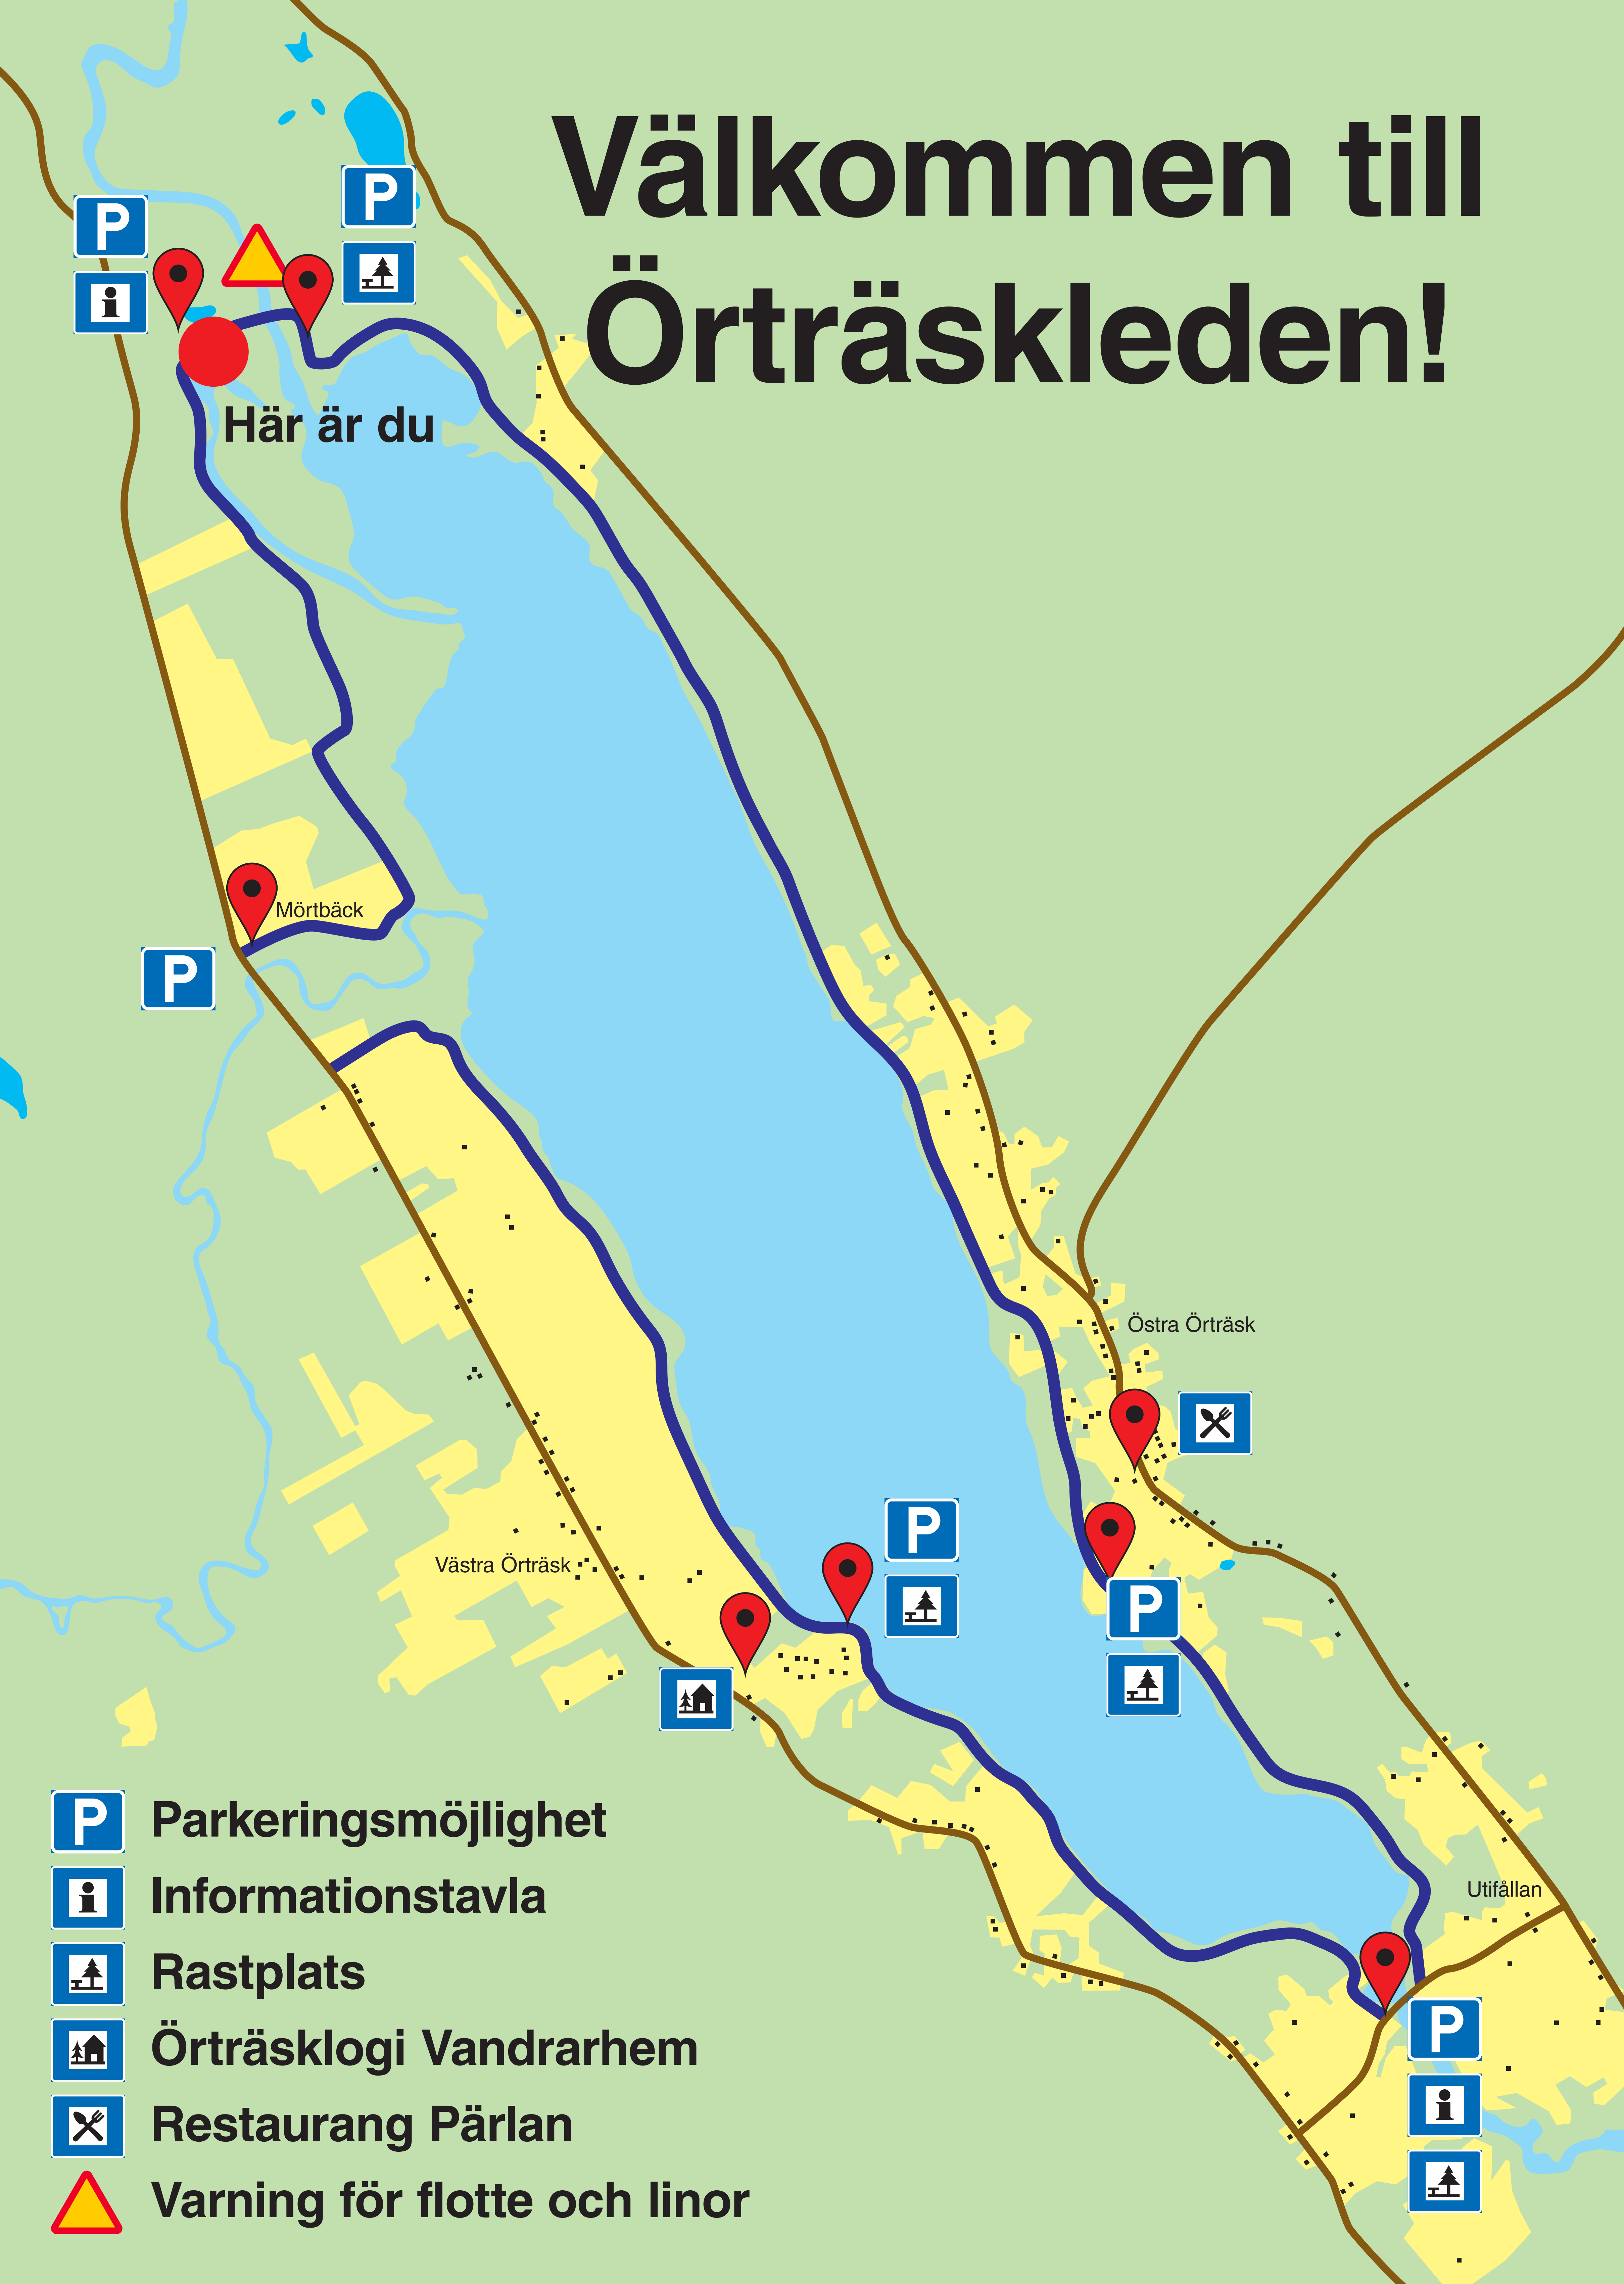 Välkommen till
Örträskleden!
P
P
i
Här är du
Mörtbäck
P
Östra Örträsk
P
Västra Örträsk
P
Utifållan
P
i
P Parkeringsmöjlighet
i Informationstavla
Rastplats
Örträsklogi Vandrarhem
Restaurang Pärlan
Varning för flotte och linor